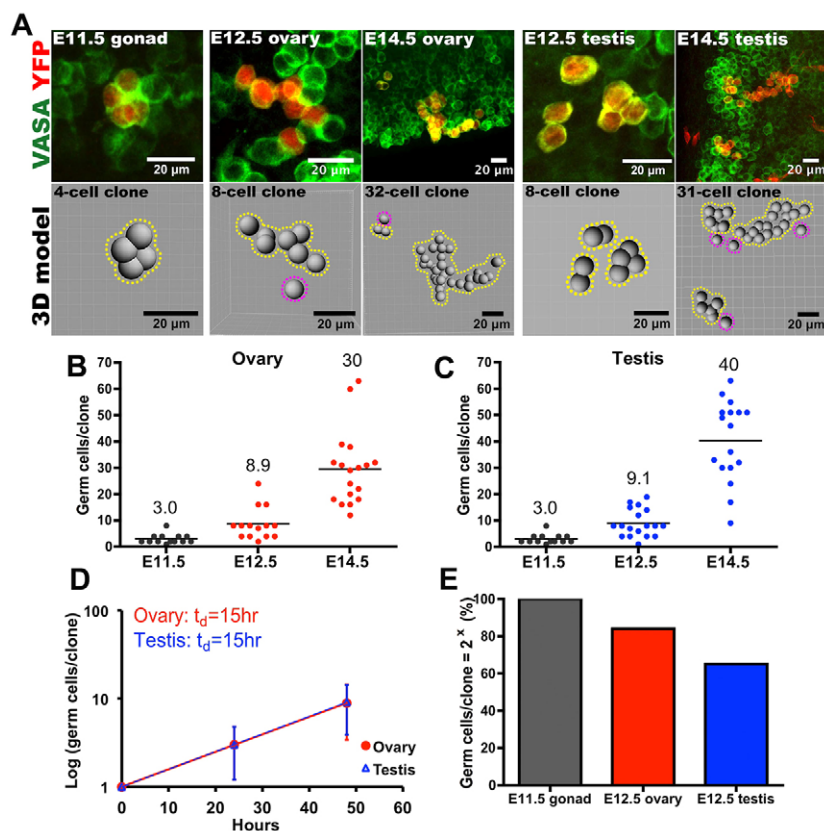 A
VASA YFP
E11.5 gonad
E12.5 ovary
E14.5 ovary
E12.5 testis
E14.5 testis
20 µm
20 µm
20 µm
20 µm
20 µm
3D model
4-cell clone
8-cell clone
32-cell clone
8-cell clone
31-cell clone
20 µm
20 µm
20 µm
20 µm
20 µm
B
Ovary
Germ cells/clone
70
60
50
40
30
20
10
0
3.0
8.9
30
E11.5
E12.5
E14.5
C
Testis
Germ cells/clone
70
60
50
40
30
20
10
0
3.0
9.1
40
E11.5
E12.5
E14.5
D
Ovary: td=15hr
Testis: td=15hr
Log (germ cells/clone)
100
10
1
0
10
20
30
40
50
60
Hours
Ovary
Testis
E
Germ cells/clone = 2 x (%)
100
80
60
40
20
0
E11.5 gonad
E12.5 ovary
E12.5 testis